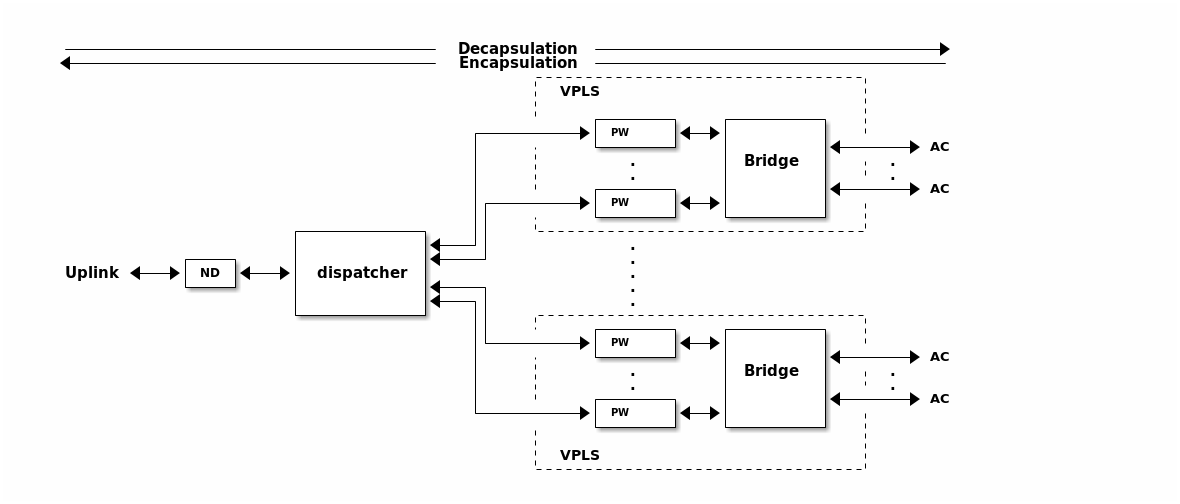 Decapsulation
Encapsulation
VPLS
PW
Bridge
AC
PW
AC
Uplink
ND
dispatcher
PW
Bridge
AC
PW
AC
VPLS